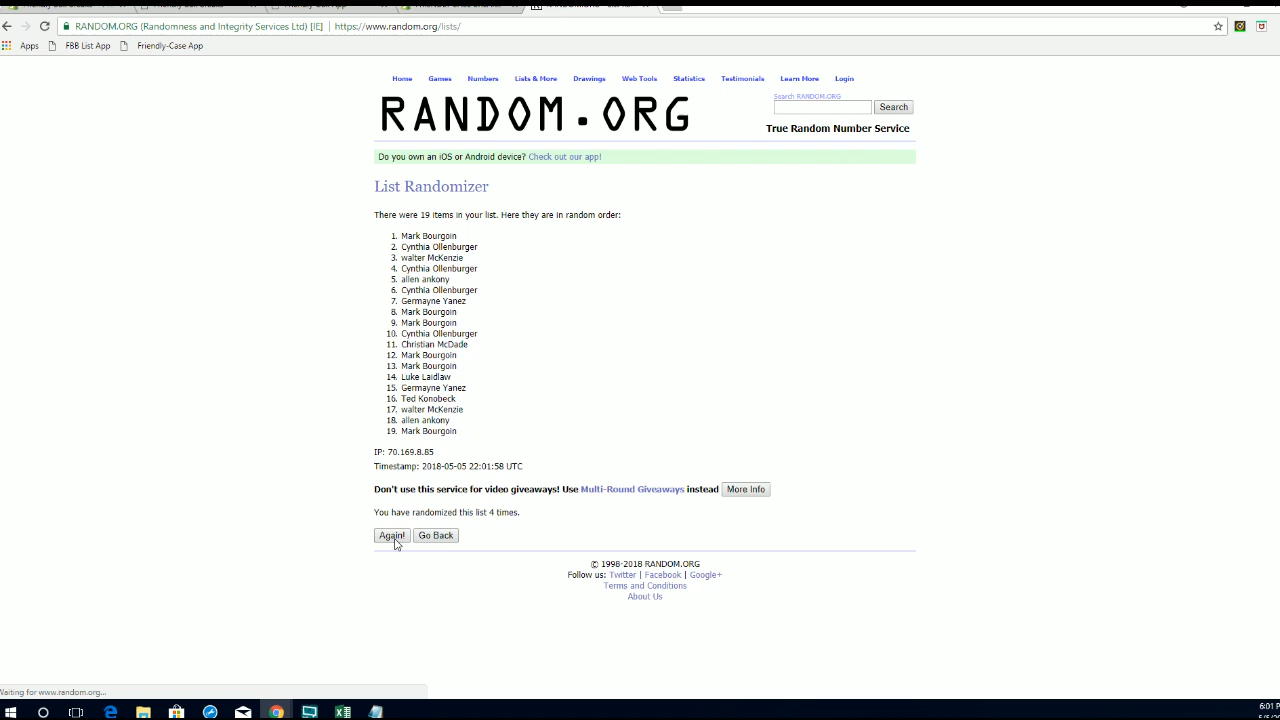 RANDOM.ORG (Randomness and Integrity Services Ltd) [IE] https://www.random.org/lists/
Apps FBB List App Friendly-Case App
Home Games Numbers Lists & More Drawings Web Tools Statistics Testimonials Learn More Login
RANDOM.ORG
Search RANDOM.ORG
Search
True Random Number Service
Do you own an iOS or Android device? Check out our app!
List Randomizer
There were 19 items in your list. Here they are in random order:
1. Mark Bourgoin
2. Cynthia Ollenburger
3. walter McKenzie
4. Cynthia Ollenburger
5. allen ankony
6. Cynthia Ollenburger
7. Germayne Yanez
8. Mark Bourgoin
9. Mark Bourgoin
10. Cynthia Ollenburger
11. Christian McDade
12. Mark Bourgoin
13. Mark Bourgoin
14. Luke Laidlaw
15. Germayne Yanez
16. Ted Konobeck
17. walter McKenzie
18. allen ankony
19. Mark Bourgoin
IP: 70.169.8.85
Timestamp: 2018-05-05 22:01:58 UTC
Don't use this service for video giveaways! Use Multi-Round Giveaways instead More Info
You have randomized this list 4 times.
Again! Go Back
© 1998-2018 RANDOM.ORG
Follow us: Twitter | Facebook | Google+
Terms and Conditions
About Us
Waiting for www.random.org...
6:01 P